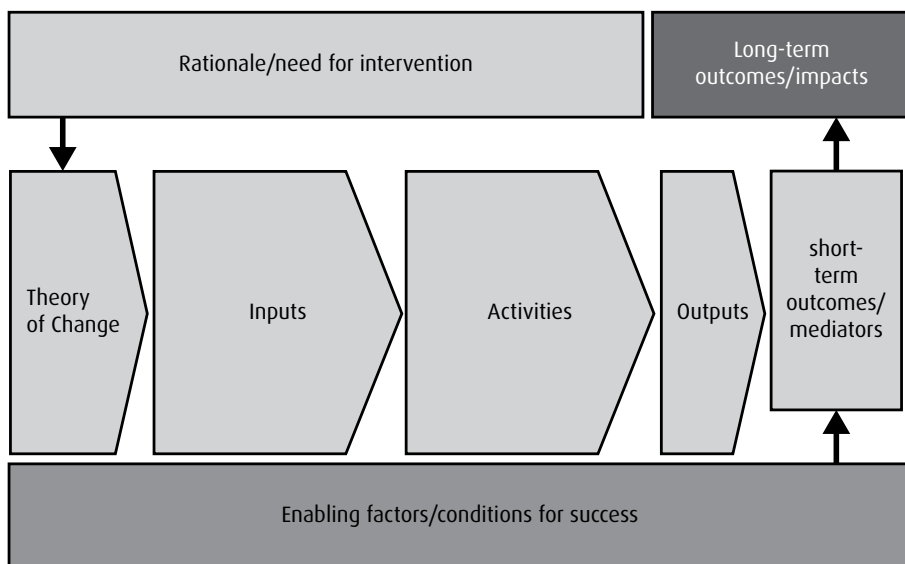 Rationale/need for intervention
Long-term
outcomes/impacts
Theory
of Change
Inputs
Activities
Outputs
short-
term
outcomes/
mediators
Enabling factors/conditions for success